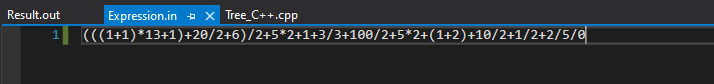 Result.out Expression.in Tree_C++.cpp
1 (((1+1)*13+1)+20/2+6)/2+5*2+1+3/3+100/2+5*2+(1+2)+10/2+1/2+2/5/0